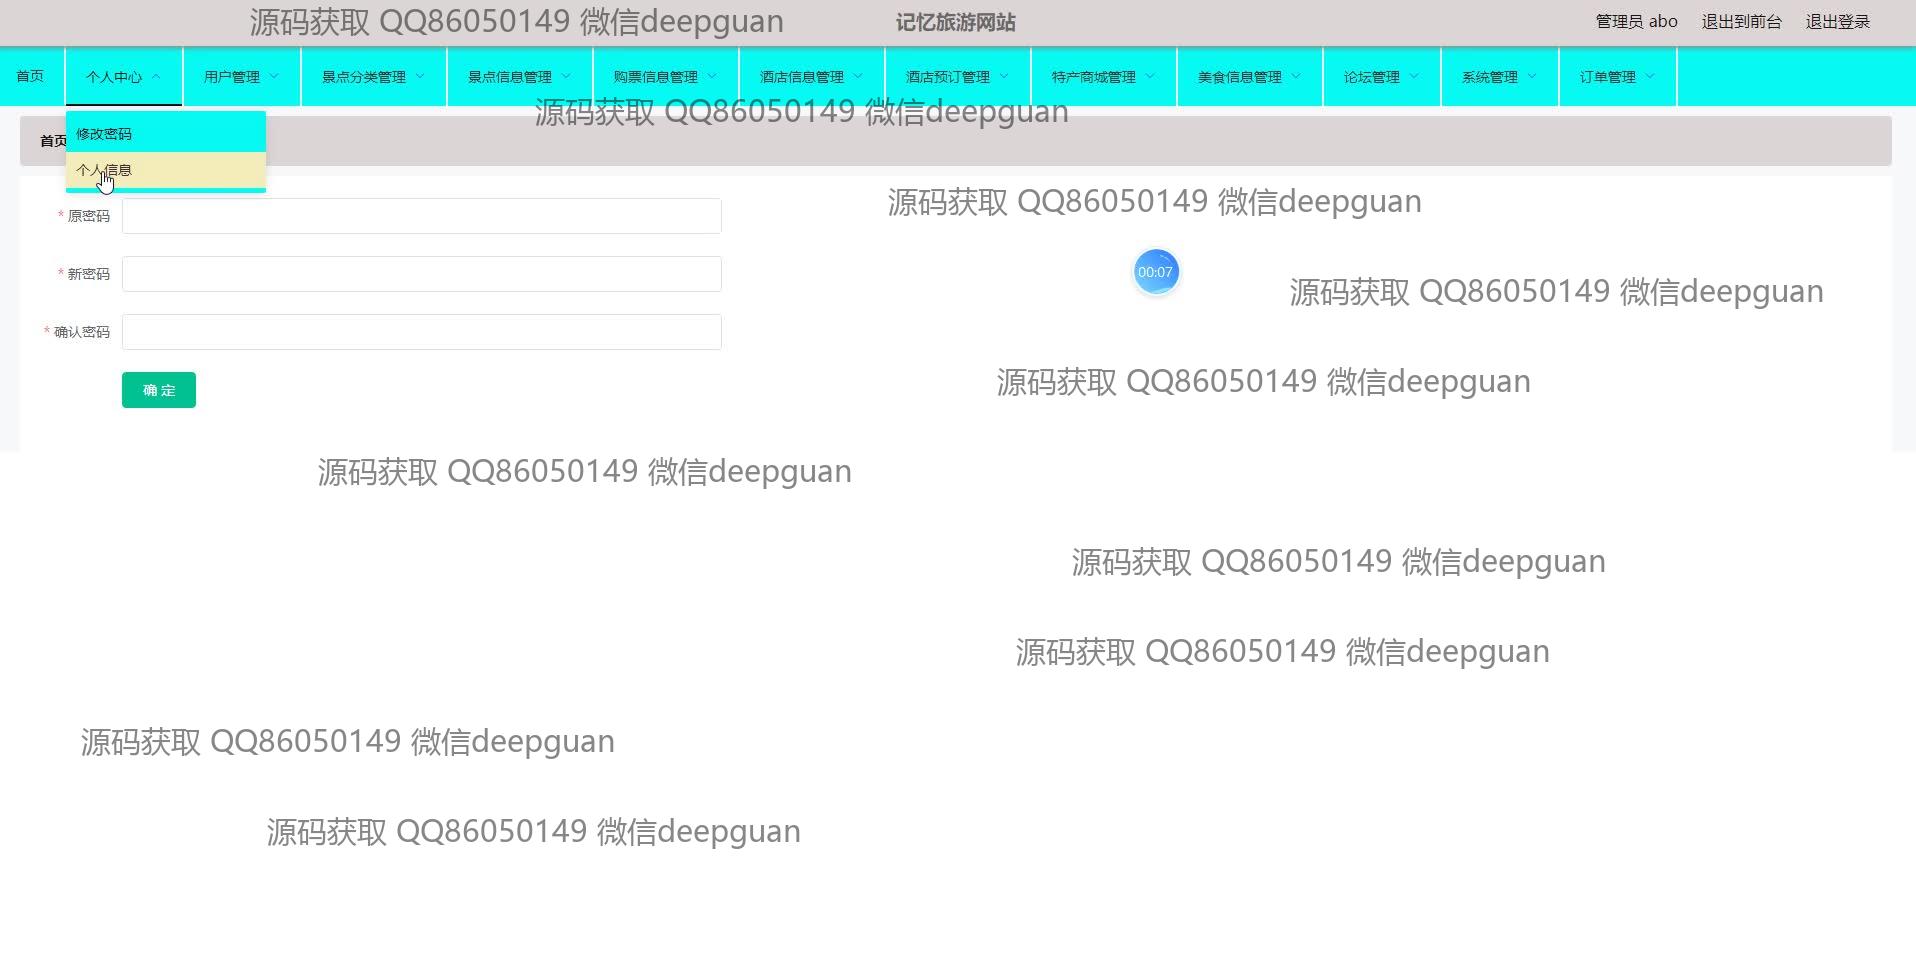 源码获取 QQ86050149 微信deepguan
记忆旅游网站
管理员 abo 退出到前台 退出登录
首页 个人中心 用户管理 景点分类管理 景点信息管理 购票信息管理 酒店信息管理 酒店预订管理 特产商城管理 美食信息管理 论坛管理 系统管理 订单管理
源码获取 QQ86050149 微信deepguan
修改密码
首页
个人信息
源码获取 QQ86050149 微信deepguan
* 原密码
* 新密码
00:07
源码获取 QQ86050149 微信deepguan
* 确认密码
源码获取 QQ86050149 微信deepguan
确 定
源码获取 QQ86050149 微信deepguan
源码获取 QQ86050149 微信deepguan
源码获取 QQ86050149 微信deepguan
源码获取 QQ86050149 微信deepguan
源码获取 QQ86050149 微信deepguan